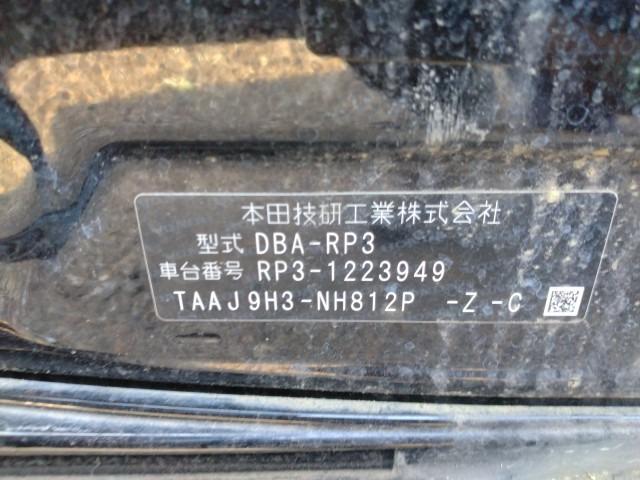 本田技研工業株式会社
型式 DBA-RP3
車台番号 RP3-1223949
TAAJ9H3-NH812P -Z -C